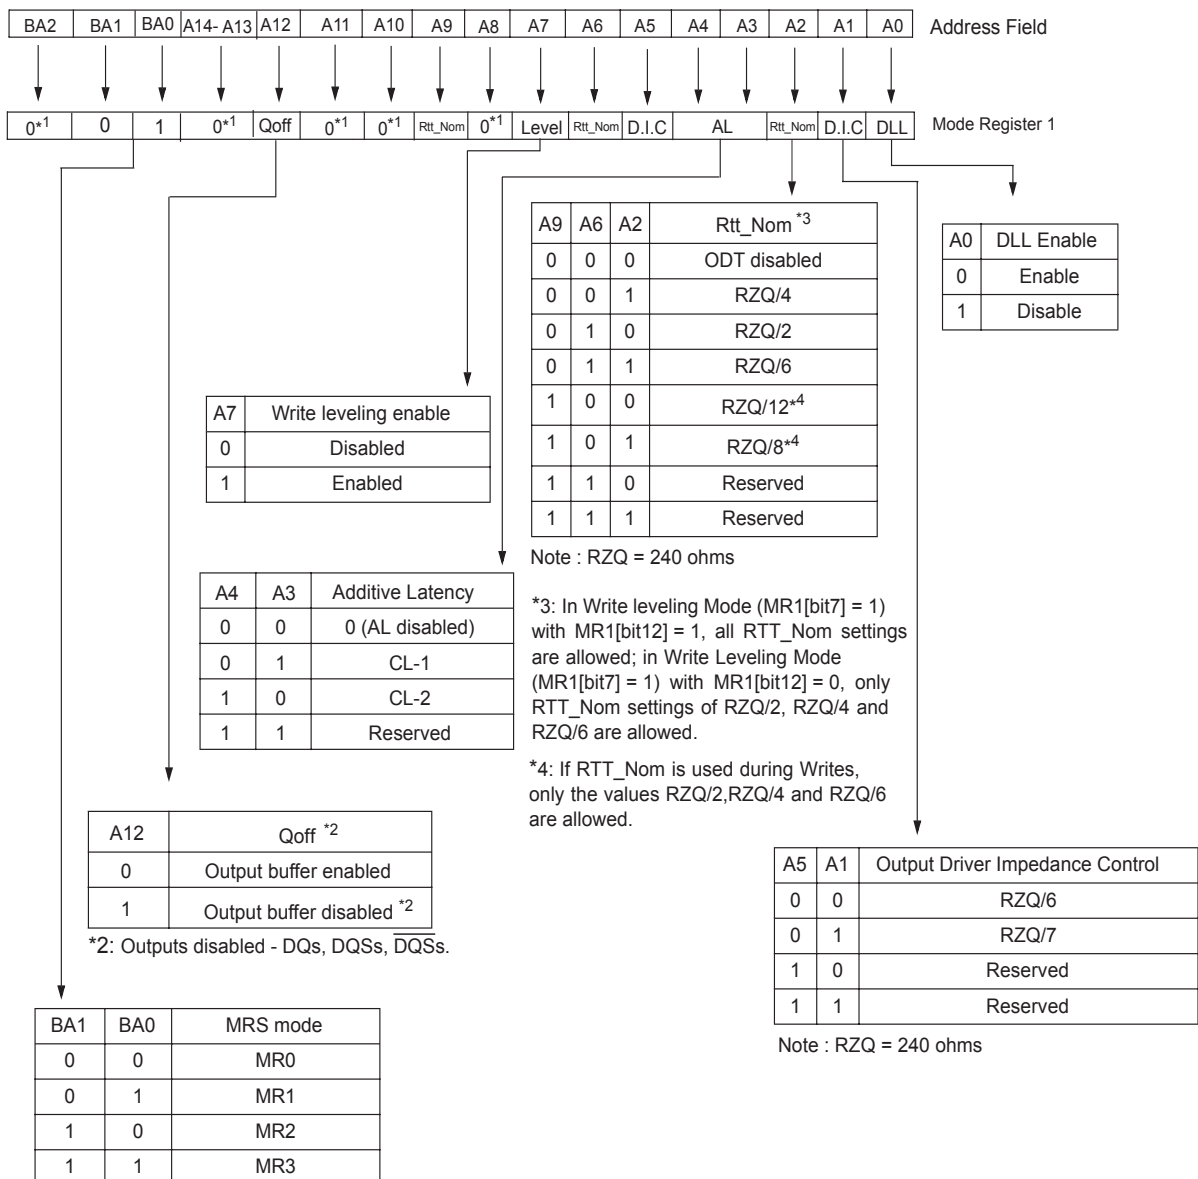 BA2 BA1 BA0 A14- A13 A12 A11 A10 A9 A8 A7 A6 A5 A4 A3 A2 A1 A0 Address Field
0*1 0 1 0*1 Qoff 0*1 0*1 Rtt_Nom 0*1 Level Rtt_Nom D.I.C AL Rtt_Nom D.I.C DLL Mode Register 1
A9 A6 A2 Rtt_Nom *3
0 0 0 ODT disabled
0 0 1 RZQ/4
0 1 0 RZQ/2
0 1 1 RZQ/6
1 0 0 RZQ/12*4
1 0 1 RZQ/8*4
1 1 0 Reserved
1 1 1 Reserved
Note : RZQ = 240 ohms
*3: In Write leveling Mode (MR1[bit7] = 1)
with MR1[bit12] = 1, all RTT_Nom settings
are allowed; in Write Leveling Mode
(MR1[bit7] = 1) with MR1[bit12] = 0, only
RTT_Nom settings of RZQ/2, RZQ/4 and
RZQ/6 are allowed.
*4: If RTT_Nom is used during Writes,
only the values RZQ/2,RZQ/4 and RZQ/6
are allowed.
A0 DLL Enable
0 Enable
1 Disable
A7 Write leveling enable
0 Disabled
1 Enabled
A4 A3 Additive Latency
0 0 0 (AL disabled)
0 1 CL-1
1 0 CL-2
1 1 Reserved
A12 Qoff *2
0 Output buffer enabled
1 Output buffer disabled *2
*2: Outputs disabled - DQs, DQSs, DQSs.
A5 A1 Output Driver Impedance Control
0 0 RZQ/6
0 1 RZQ/7
1 0 Reserved
1 1 Reserved
Note : RZQ = 240 ohms
BA1 BA0 MRS mode
0 0 MR0
0 1 MR1
1 0 MR2
1 1 MR3